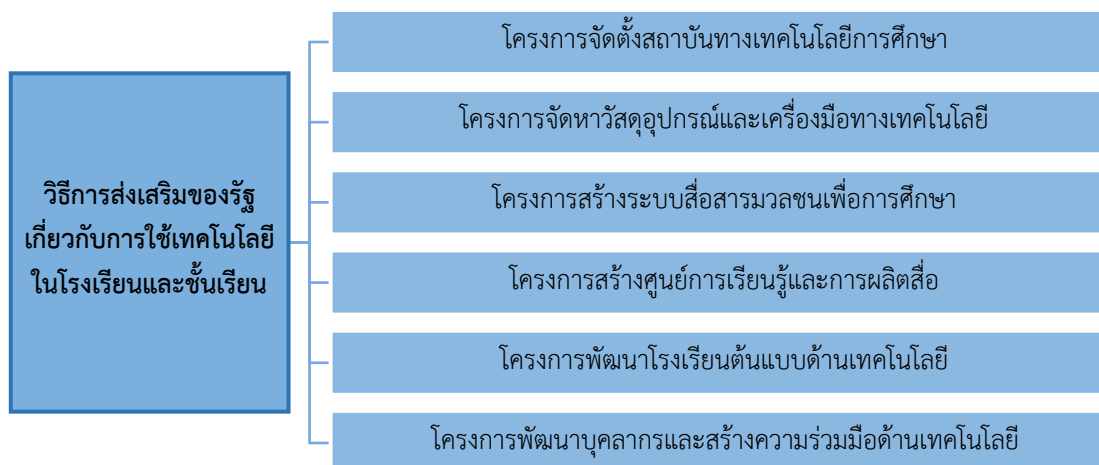 วิธีการส่งเสริมของรัฐ
เกี่ยวกับการใช้เทคโนโลยี
ในโรงเรียนและชั้นเรียน
โครงการจัดตั้งสถาบันทางเทคโนโลยีการศึกษา
โครงการจัดหาวัสดุอุปกรณ์และเครื่องมือทางเทคโนโลยี
โครงการสร้างระบบสื่อสารมวลชนเพื่อการศึกษา
โครงการสร้างศูนย์การเรียนรู้และการผลิตสื่อ
โครงการพัฒนาโรงเรียนต้นแบบด้านเทคโนโลยี
โครงการพัฒนาบุคลากรและสร้างความร่วมมือด้านเทคโนโลยี